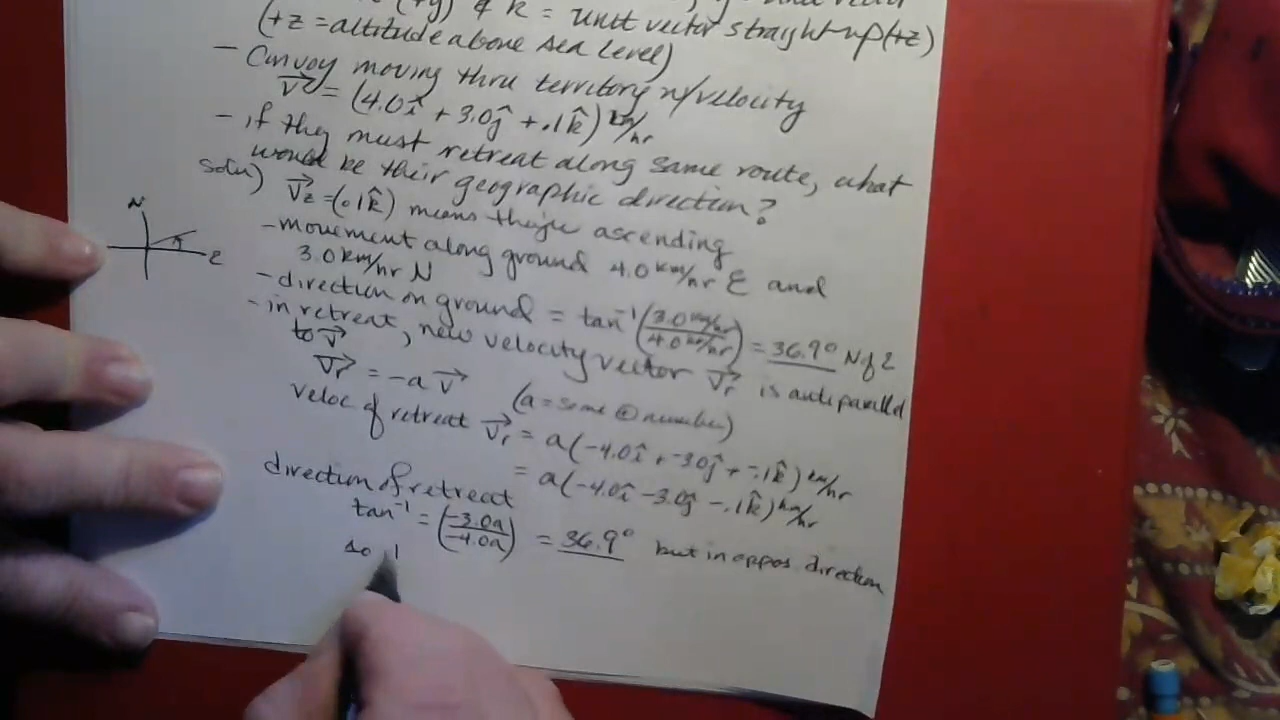 (+y) & k̂ = unit vector straight up (+z)
(+z = altitude above sea level)
- Convoy moving thru territory w/velocity
v⃗ = (4.0î + 3.0ĵ + .1k̂) km/hr
- if they must retreat along same route, what
would be their geographic direction?
soln) v⃗z = (.1k̂) means they're ascending
- movement along ground 4.0 km/hr E and
3.0 km/hr N
- direction on ground = tan⁻¹(3.0 km/hr / 4.0 km/hr) = 36.9° N of E
- in retreat, new velocity vector v⃗r is antiparallel
to v⃗
v⃗r = -a v⃗ (a = some ⊕ number)
veloc of retreat v⃗r = a(-4.0î + -3.0ĵ + -.1k̂) km/hr
= a(-4.0î - 3.0ĵ - .1k̂) km/hr
direction of retreat
tan⁻¹ = (-3.0a / -4.0a) = 36.9° but in oppos direction
so
N
E